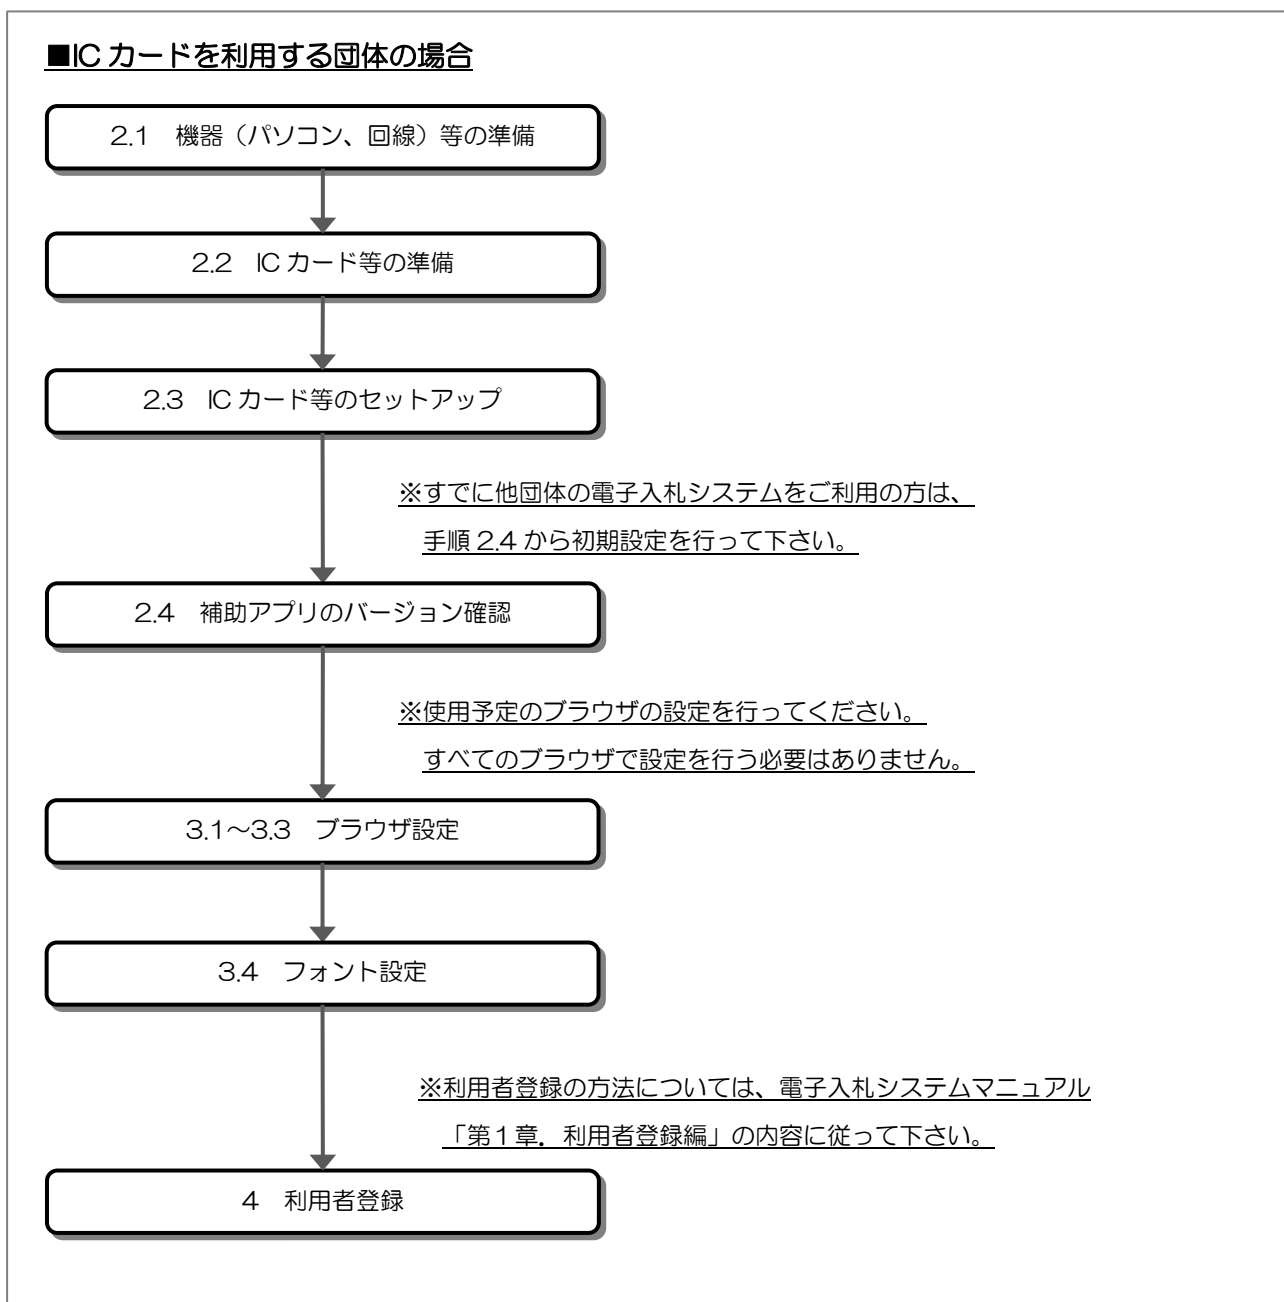 ■IC カードを利用する団体の場合
2.1　機器（パソコン、回線）等の準備
2.2　IC カード等の準備
2.3　IC カード等のセットアップ
※すでに他団体の電子入札システムをご利用の方は、
手順 2.4 から初期設定を行って下さい。
2.4　補助アプリのバージョン確認
※使用予定のブラウザの設定を行ってください。
すべてのブラウザで設定を行う必要はありません。
3.1～3.3　ブラウザ設定
3.4　フォント設定
※利用者登録の方法については、電子入札システムマニュアル
「第１章．利用者登録編」の内容に従って下さい。
4　利用者登録